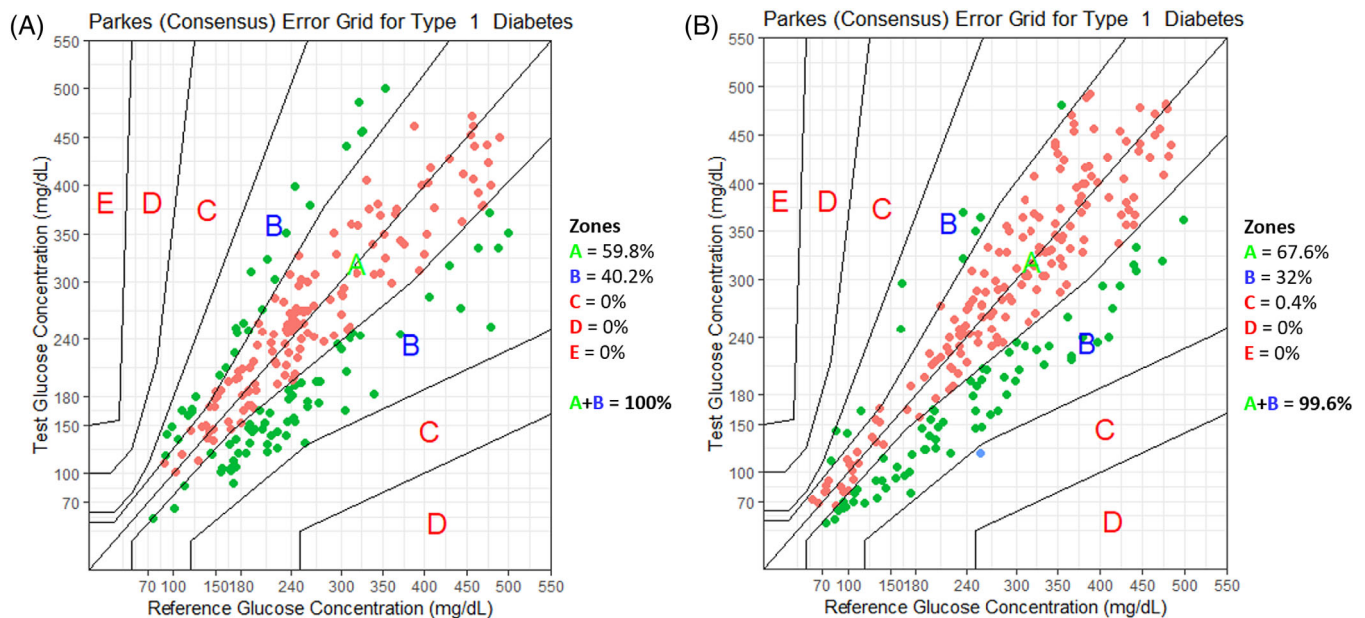 (A)
Parkes (Consensus) Error Grid for Type 1 Diabetes
Test Glucose Concentration (mg/dL)
550
500
450
400
350
300
240
180
150
100
70
E
D
C
B
A
B
C
D
70 100 150 180 240 300 350 400 450 500 550
Reference Glucose Concentration (mg/dL)
Zones
A = 59.8%
B = 40.2%
C = 0%
D = 0%
E = 0%
A+B = 100%
(B)
Parkes (Consensus) Error Grid for Type 1 Diabetes
Test Glucose Concentration (mg/dL)
550
500
450
400
350
300
240
180
150
100
70
E
D
C
B
A
B
C
D
70 100 150 180 240 300 350 400 450 500 550
Reference Glucose Concentration (mg/dL)
Zones
A = 67.6%
B = 32%
C = 0.4%
D = 0%
E = 0%
A+B = 99.6%